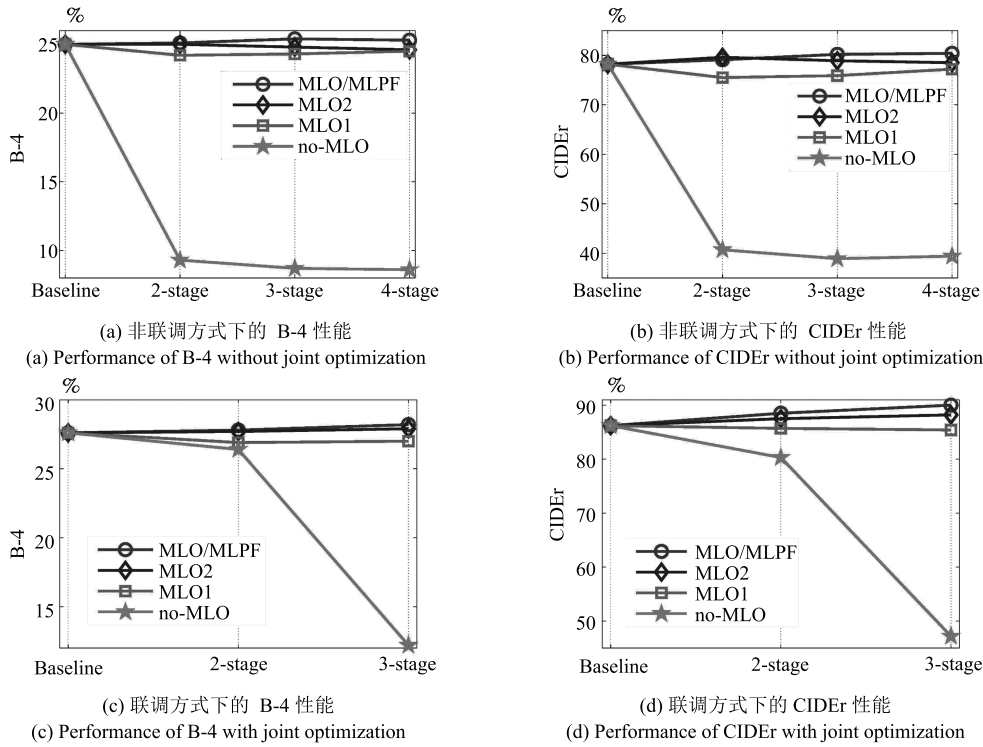 %
25
20
15
10
B-4
MLO/MLPF
MLO2
MLO1
no-MLO
Baseline
2-stage
3-stage
4-stage
(a) 非联调方式下的 B-4 性能
(a) Performance of B-4 without joint optimization
%
80
70
60
50
40
CIDEr
MLO/MLPF
MLO2
MLO1
no-MLO
Baseline
2-stage
3-stage
4-stage
(b) 非联调方式下的 CIDEr 性能
(b) Performance of CIDEr without joint optimization
%
30
28
27
13
B-4
MLO/MLPF
MLO2
MLO1
no-MLO
Baseline
2-stage
3-stage
(c) 联调方式下的 B-4 性能
(c) Performance of B-4 with joint optimization
%
90
80
70
60
50
CIDEr
MLO/MLPF
MLO2
MLO1
no-MLO
Baseline
2-stage
3-stage
(d) 联调方式下的 CIDEr 性能
(d) Performance of CIDEr with joint optimization